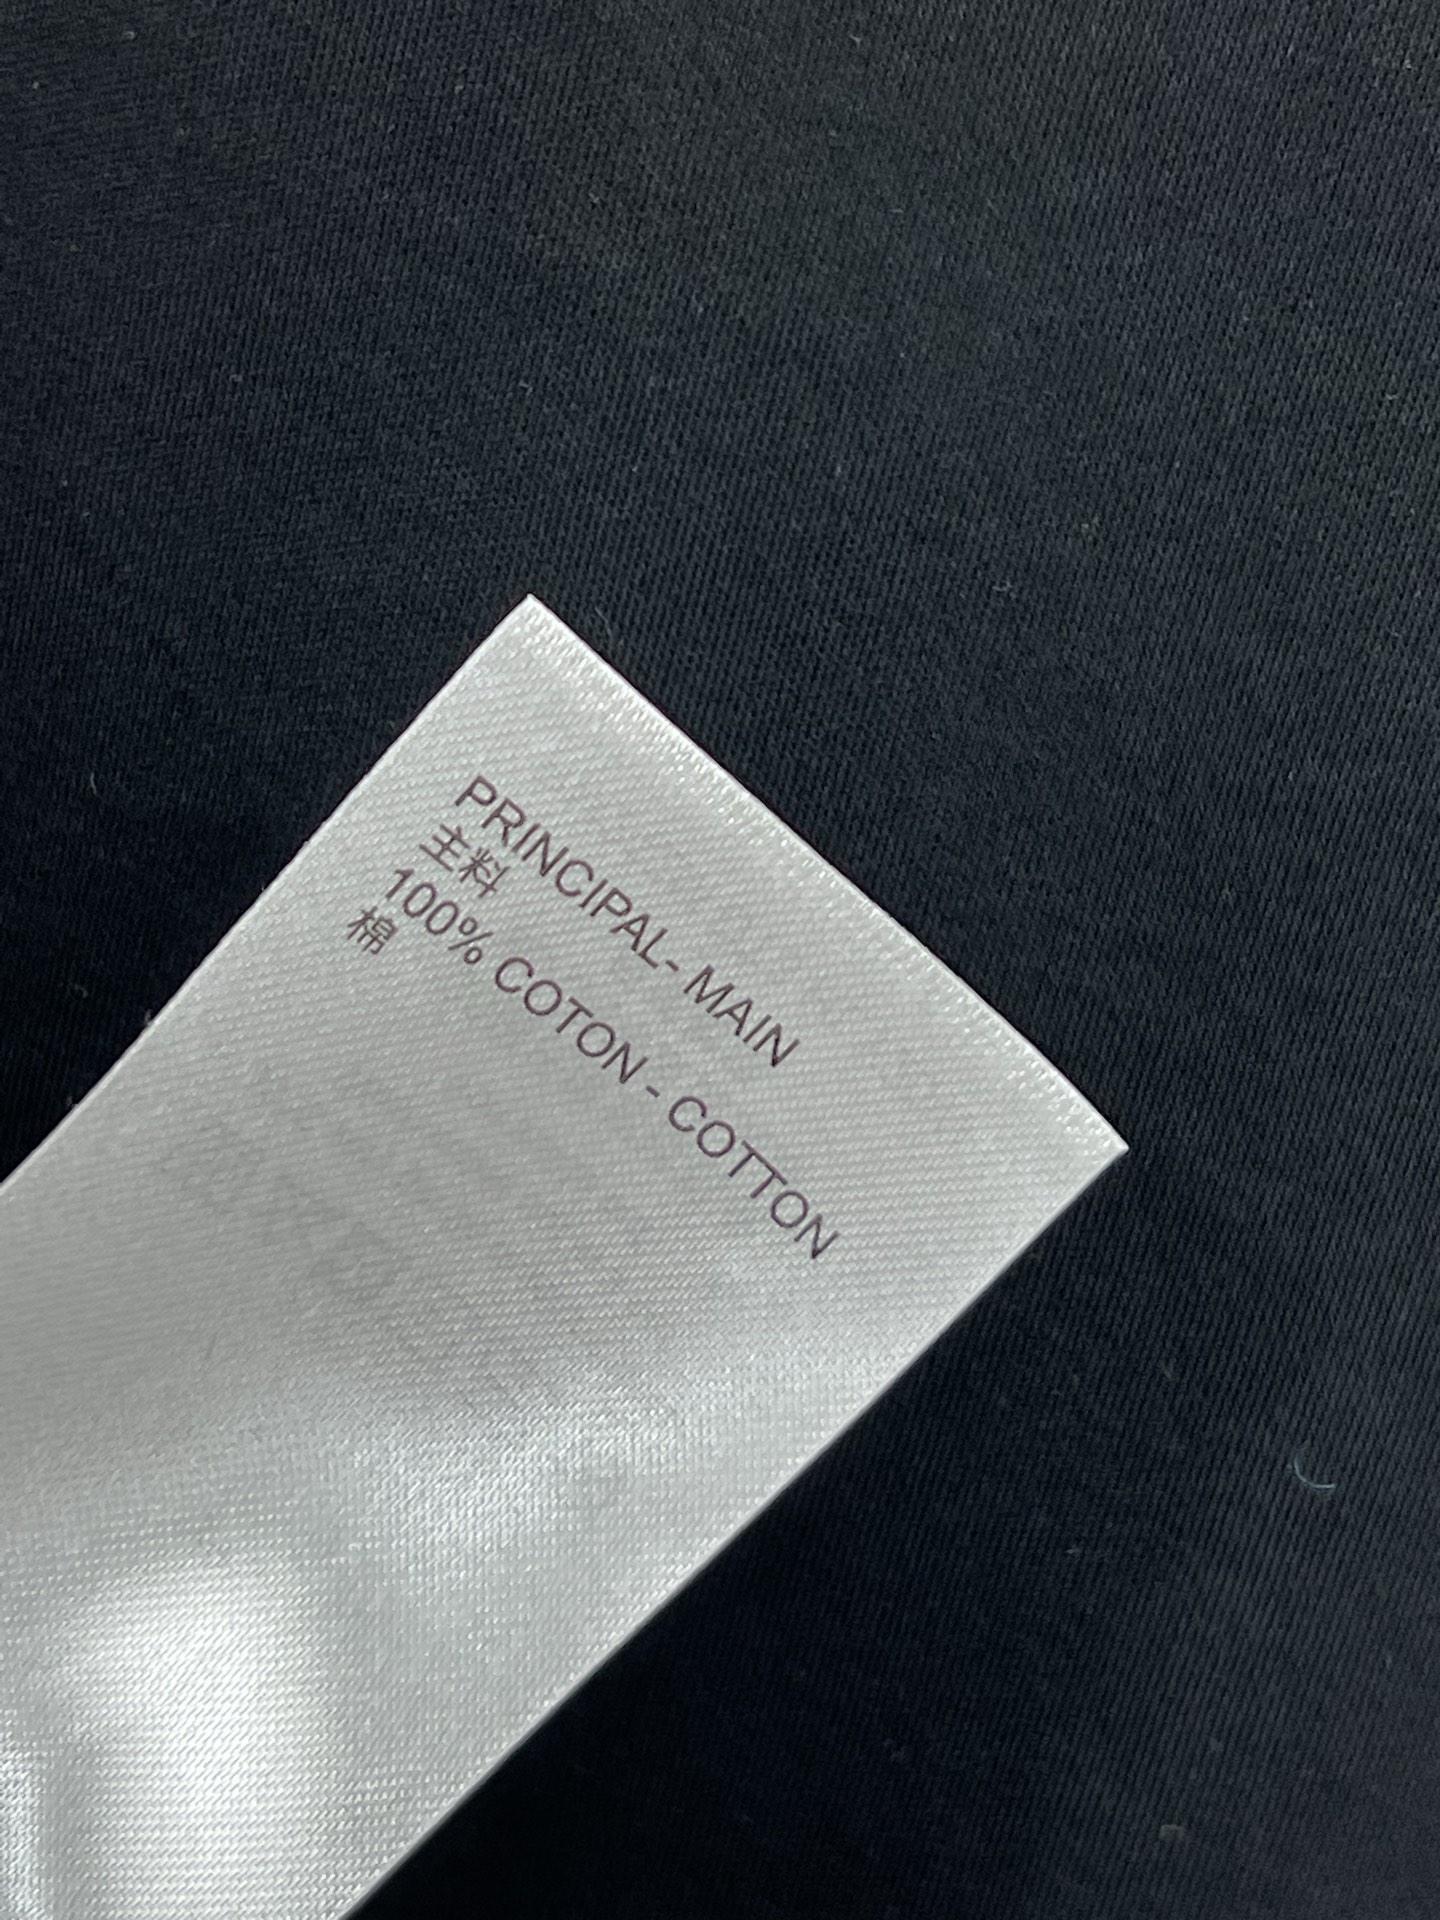 PRINCIPAL- MAIN
主料
100% COTON - COTTON
棉